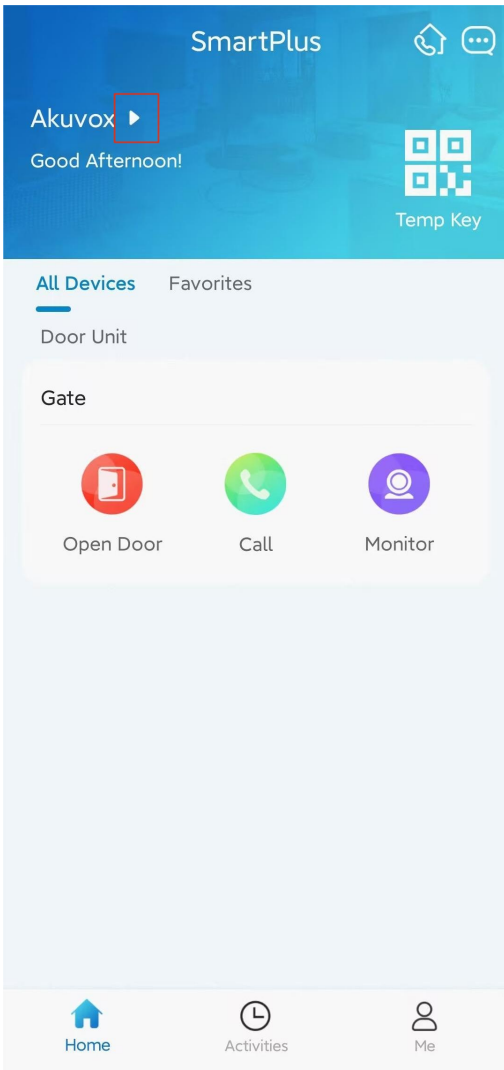 SmartPlus
Akuvox
Good Afternoon!
Temp Key
All Devices Favorites
Door Unit
Gate
Open Door Call Monitor
Home Activities Me